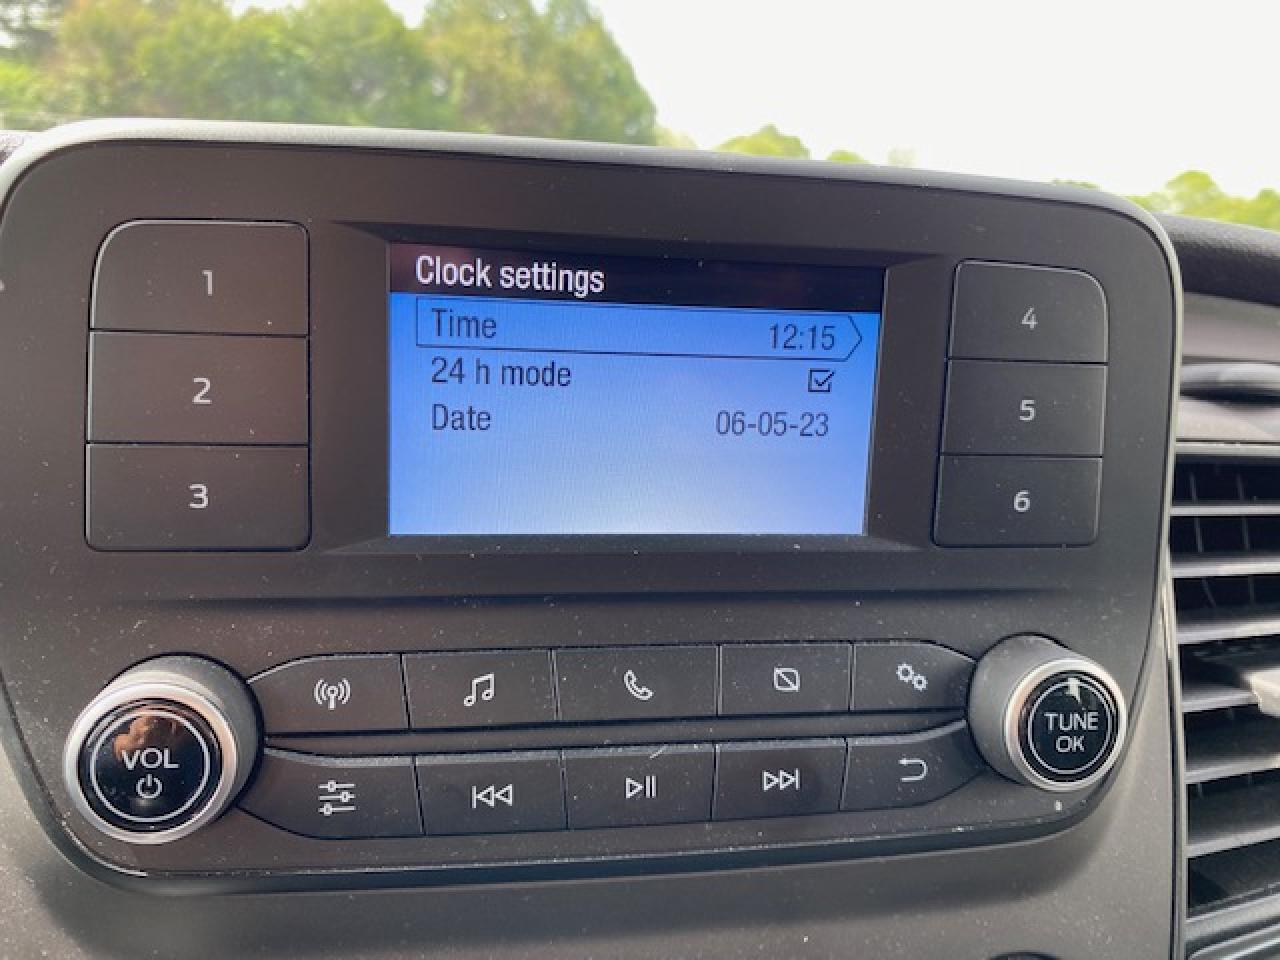 Clock settings
Time 12:15
24 h mode
Date 06-05-23
1
2
3
4
5
6
VOL
TUNE
OK